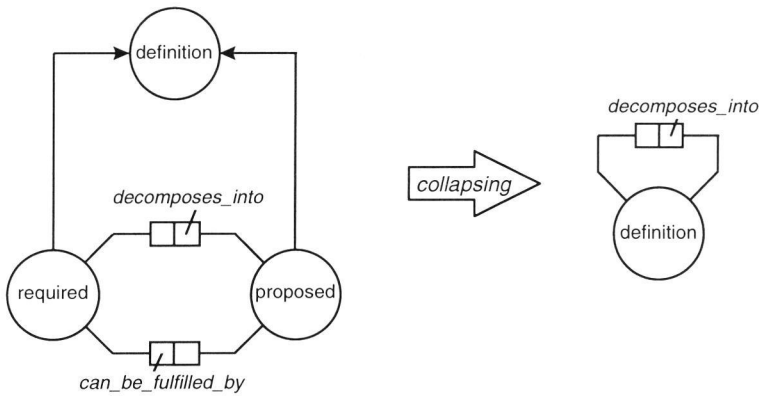 definition
decomposes_into
required
proposed
can_be_fulfilled_by
collapsing
decomposes_into
definition